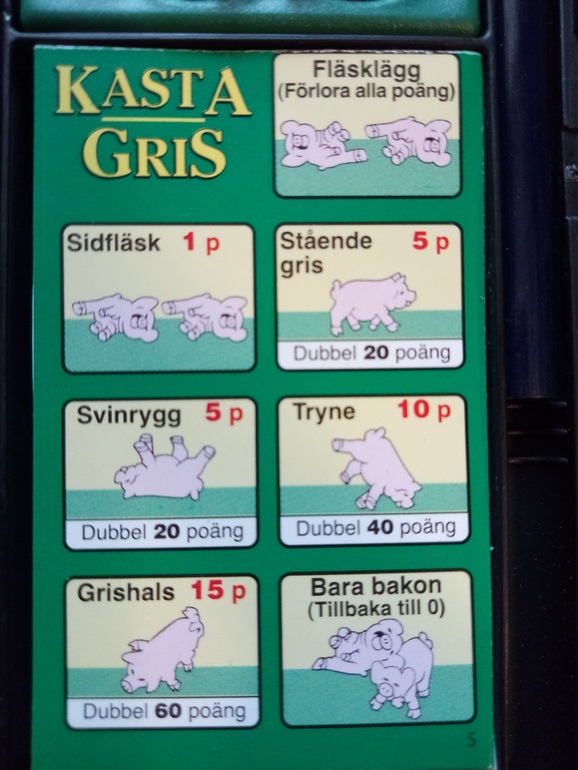 KASTA
GRIS
Fläsklägg
(Förlora alla poäng)
Sidfläsk 1 p
Stående 5 p
gris
Dubbel 20 poäng
Svinrygg 5 p
Dubbel 20 poäng
Tryne 10 p
Dubbel 40 poäng
Grishals 15 p
Dubbel 60 poäng
Bara bakon
(Tillbaka till 0)
S